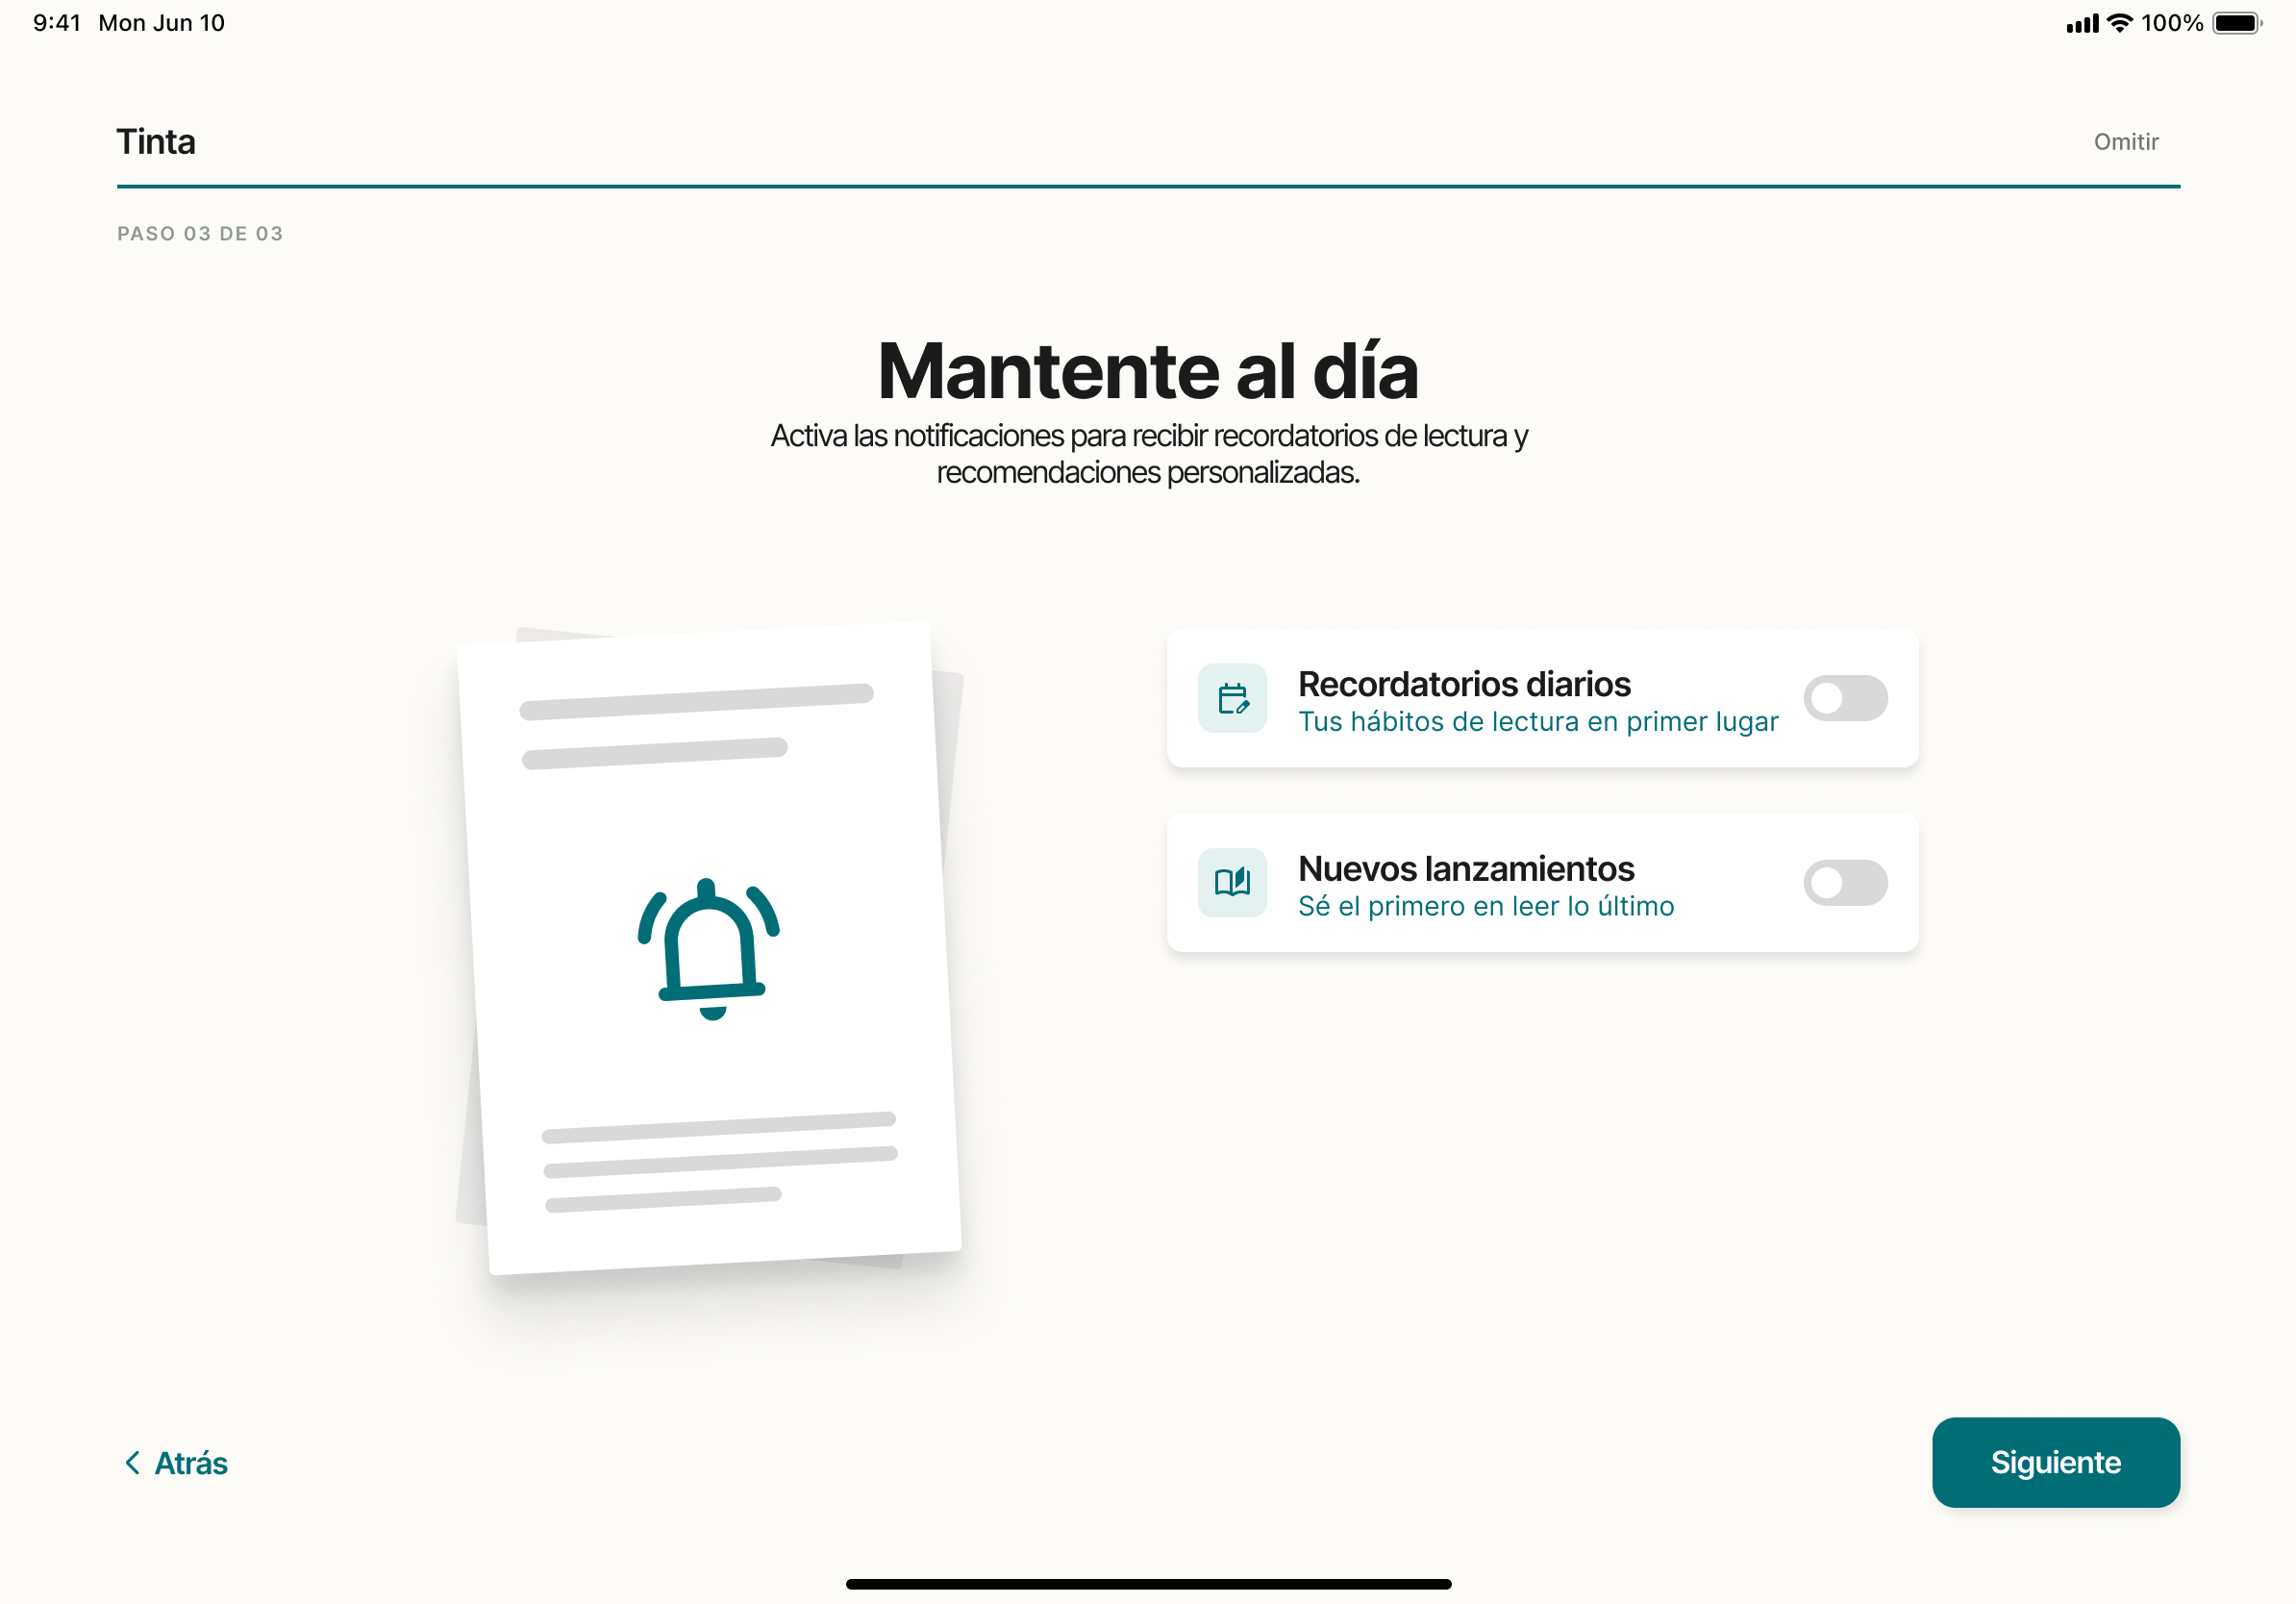 9:41 Mon Jun 10
100%
Tinta
Omitir
PASO 03 DE 03
Mantente al día
Activa las notificaciones para recibir recordatorios de lectura y
recomendaciones personalizadas.
Recordatorios diarios
Tus hábitos de lectura en primer lugar
Nuevos lanzamientos
Sé el primero en leer lo último
Atrás
Siguiente